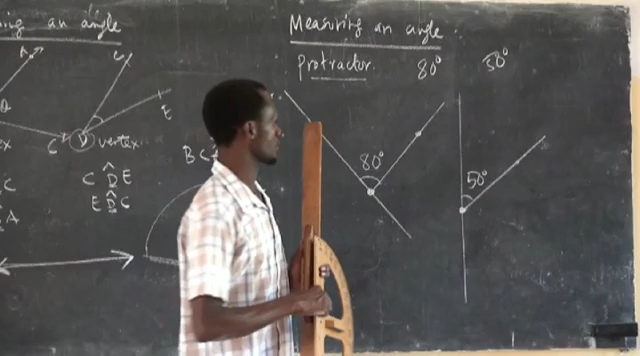 ing an angle
A
G
E
C D vertex
C D̂ E
E D̂ C
C
A
B C
Measuring an angle
Protractor. 80° 50°
80°
50°